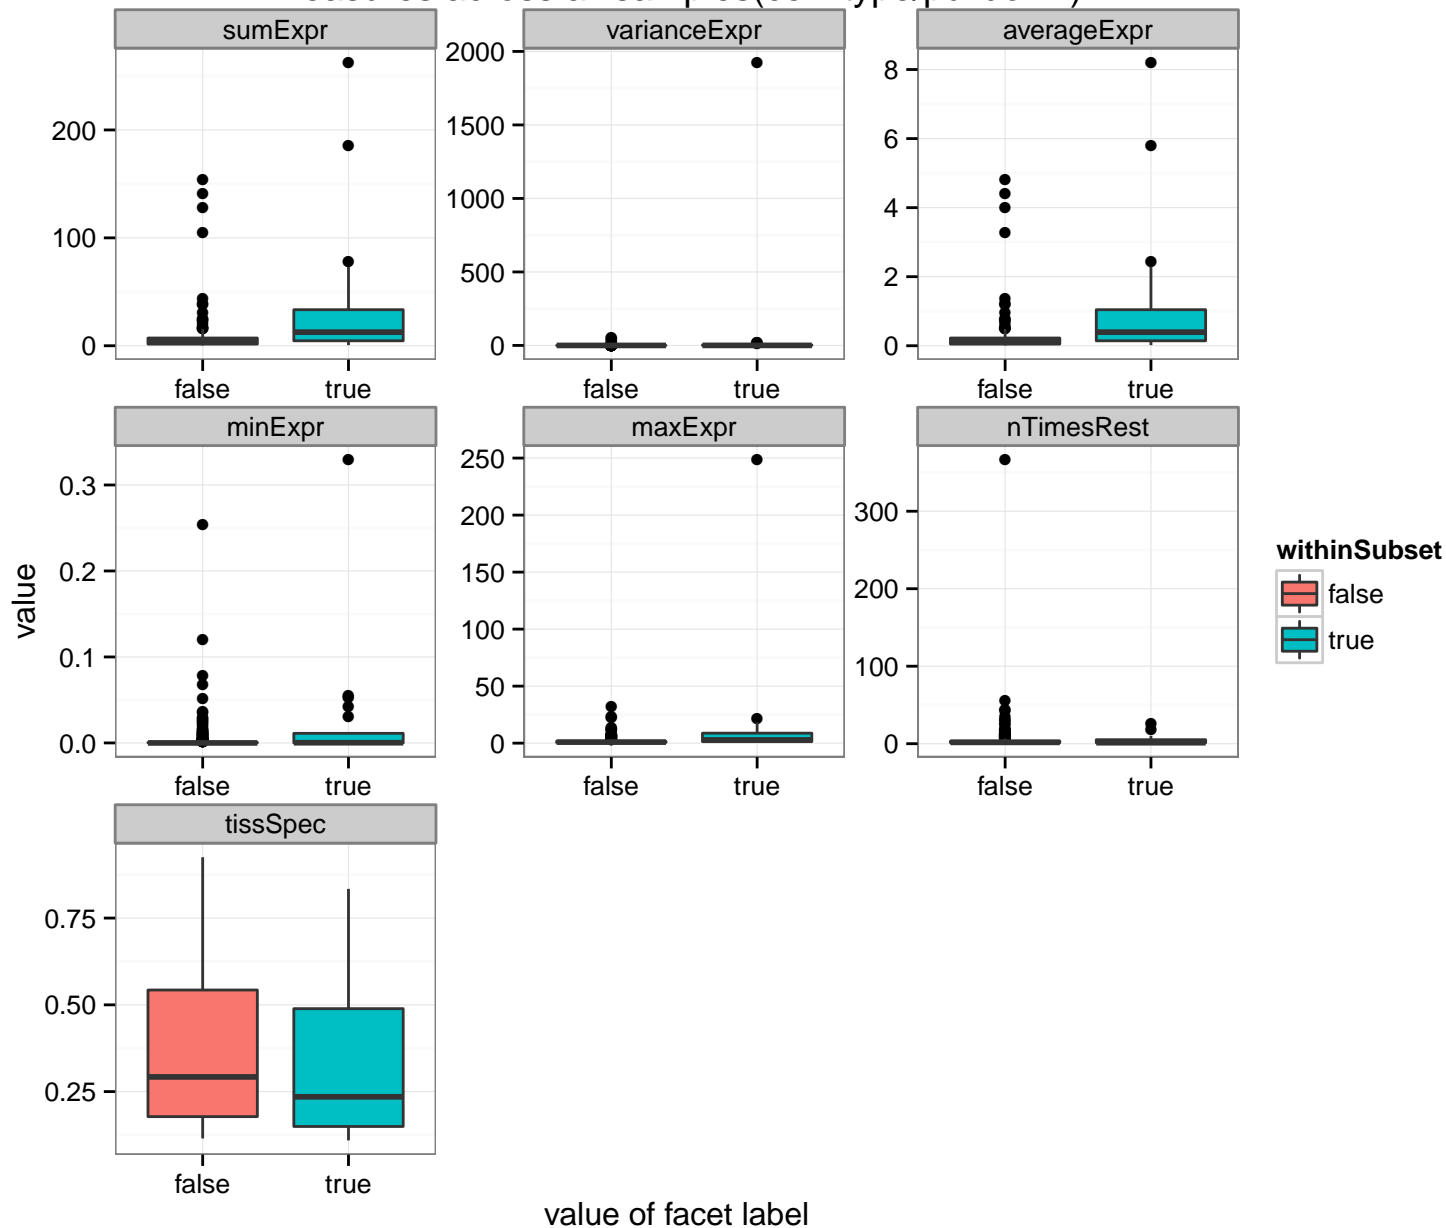 across
sumExpr varianceExpr averageExpr
200
100
0
2000
1500
1000
500
0
8
6
4
2
0
false true false true false true
minExpr maxExpr nTimesRest
0.3
0.2
0.1
0.0
250
200
150
100
50
0
300
200
100
0
false true false true false true
tissSpec
0.75
0.50
0.25
false true
value
value of facet label
withinSubset
false
true